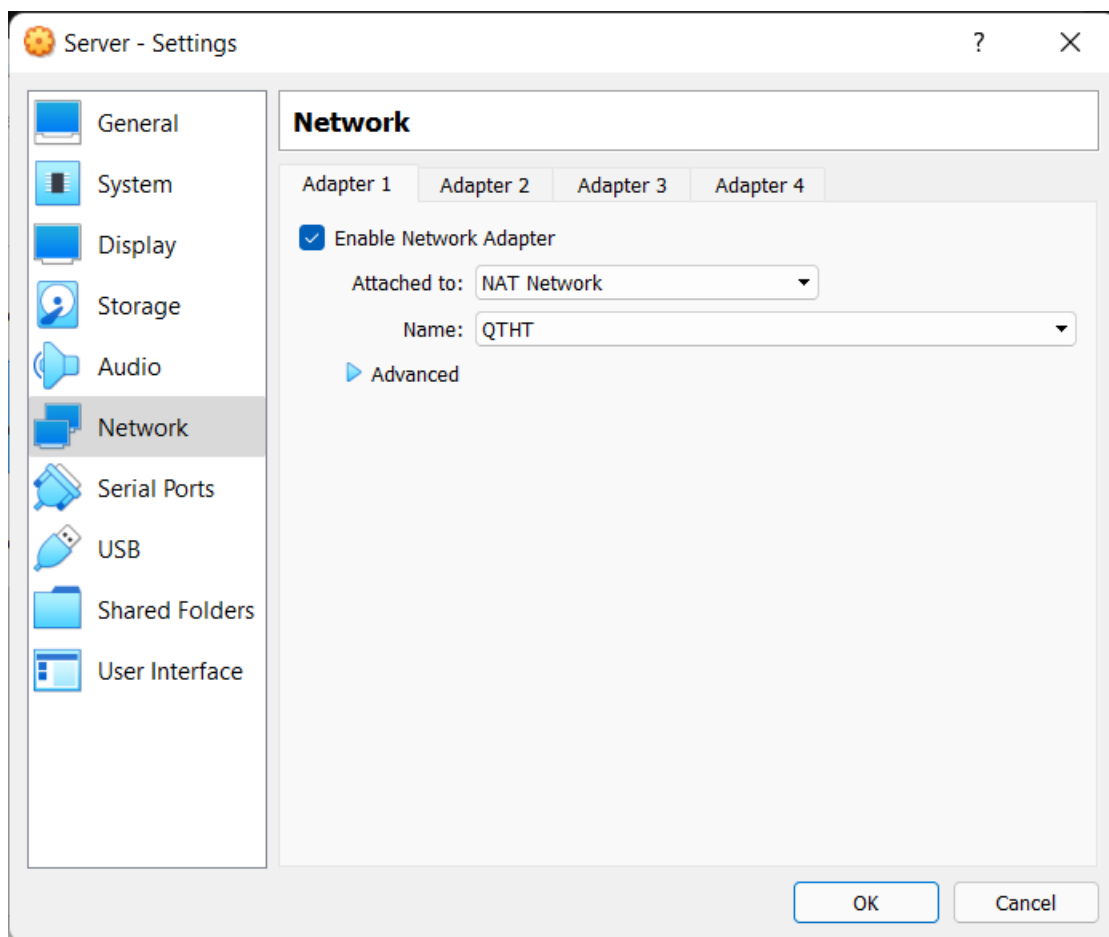 Server - Settings
?
General
System
Display
Storage
Audio
Network
Serial Ports
USB
Shared Folders
User Interface
Network
Adapter 1
Adapter 2
Adapter 3
Adapter 4
Enable Network Adapter
Attached to: NAT Network
Name: QTHT
Advanced
OK
Cancel